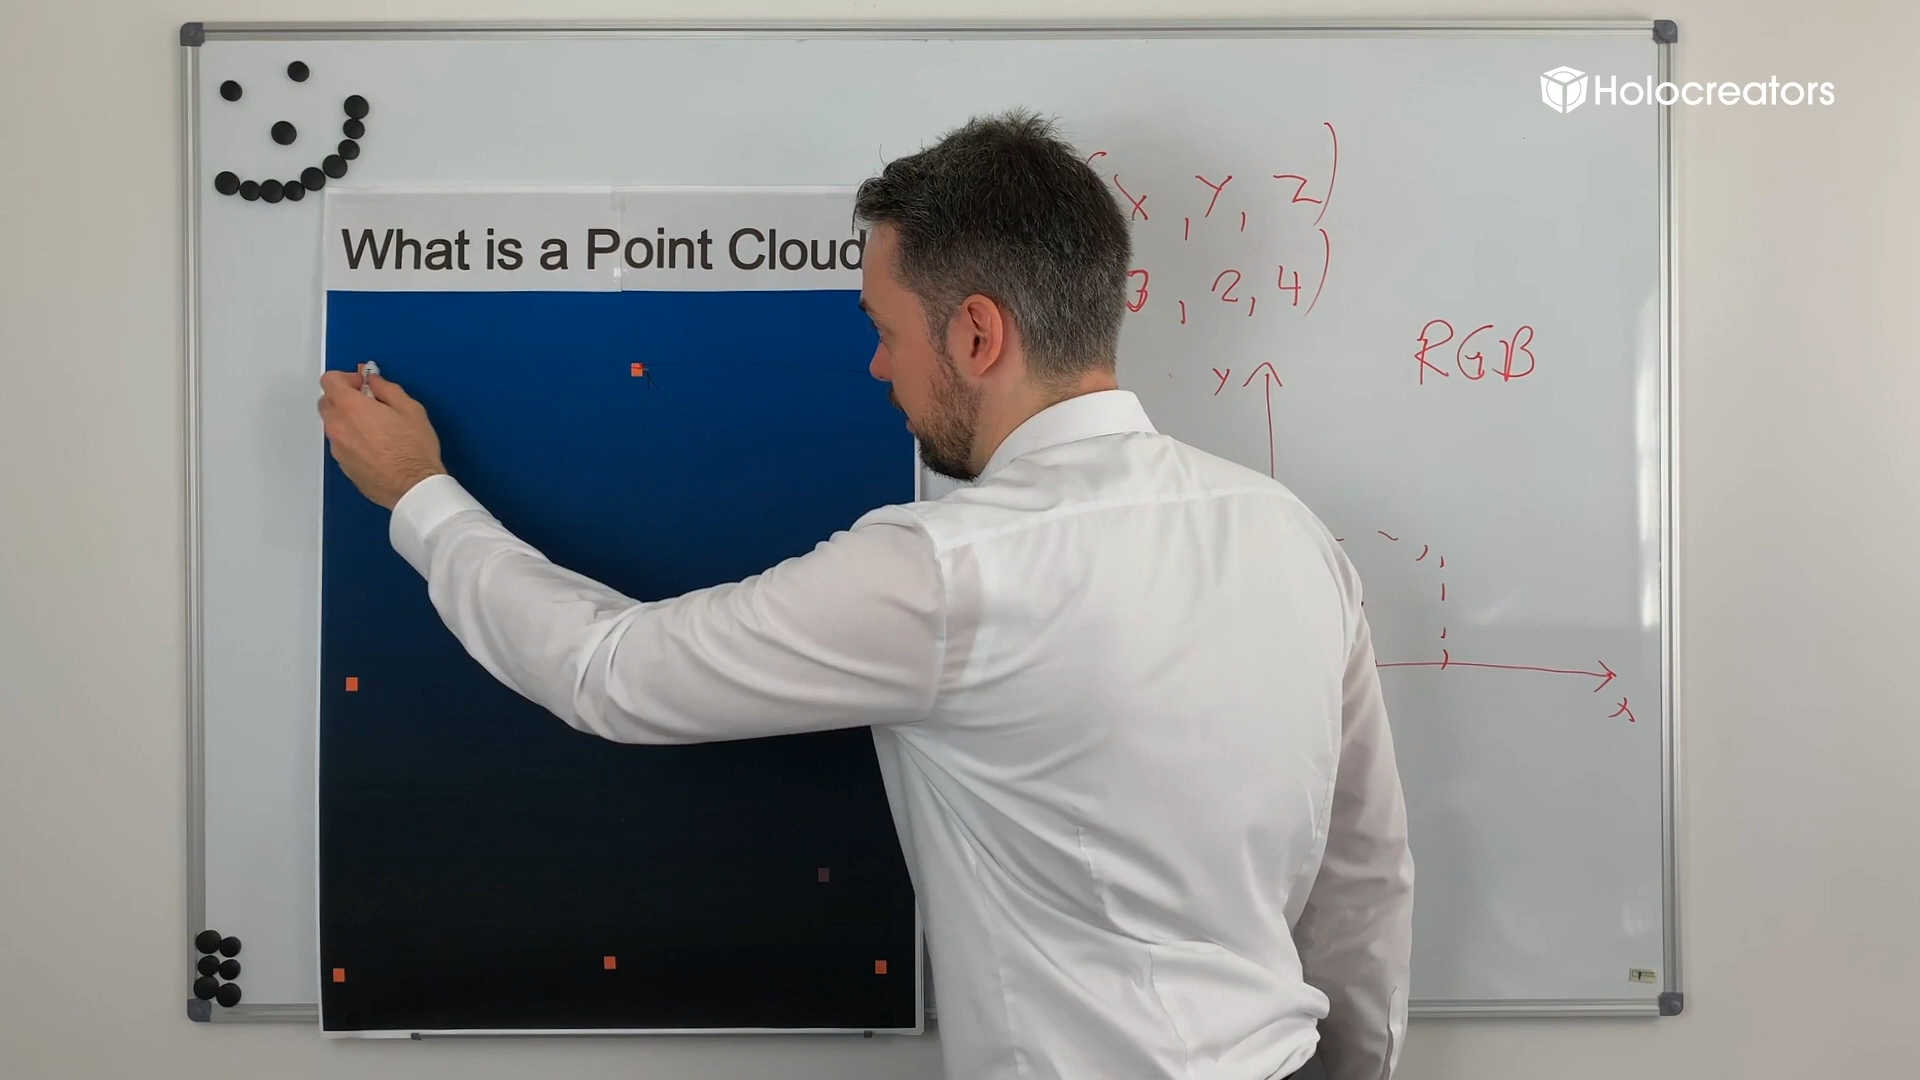 Holocreators
What is a Point Cloud
(x, y, z)
3, 2, 4)
RGB
y
x